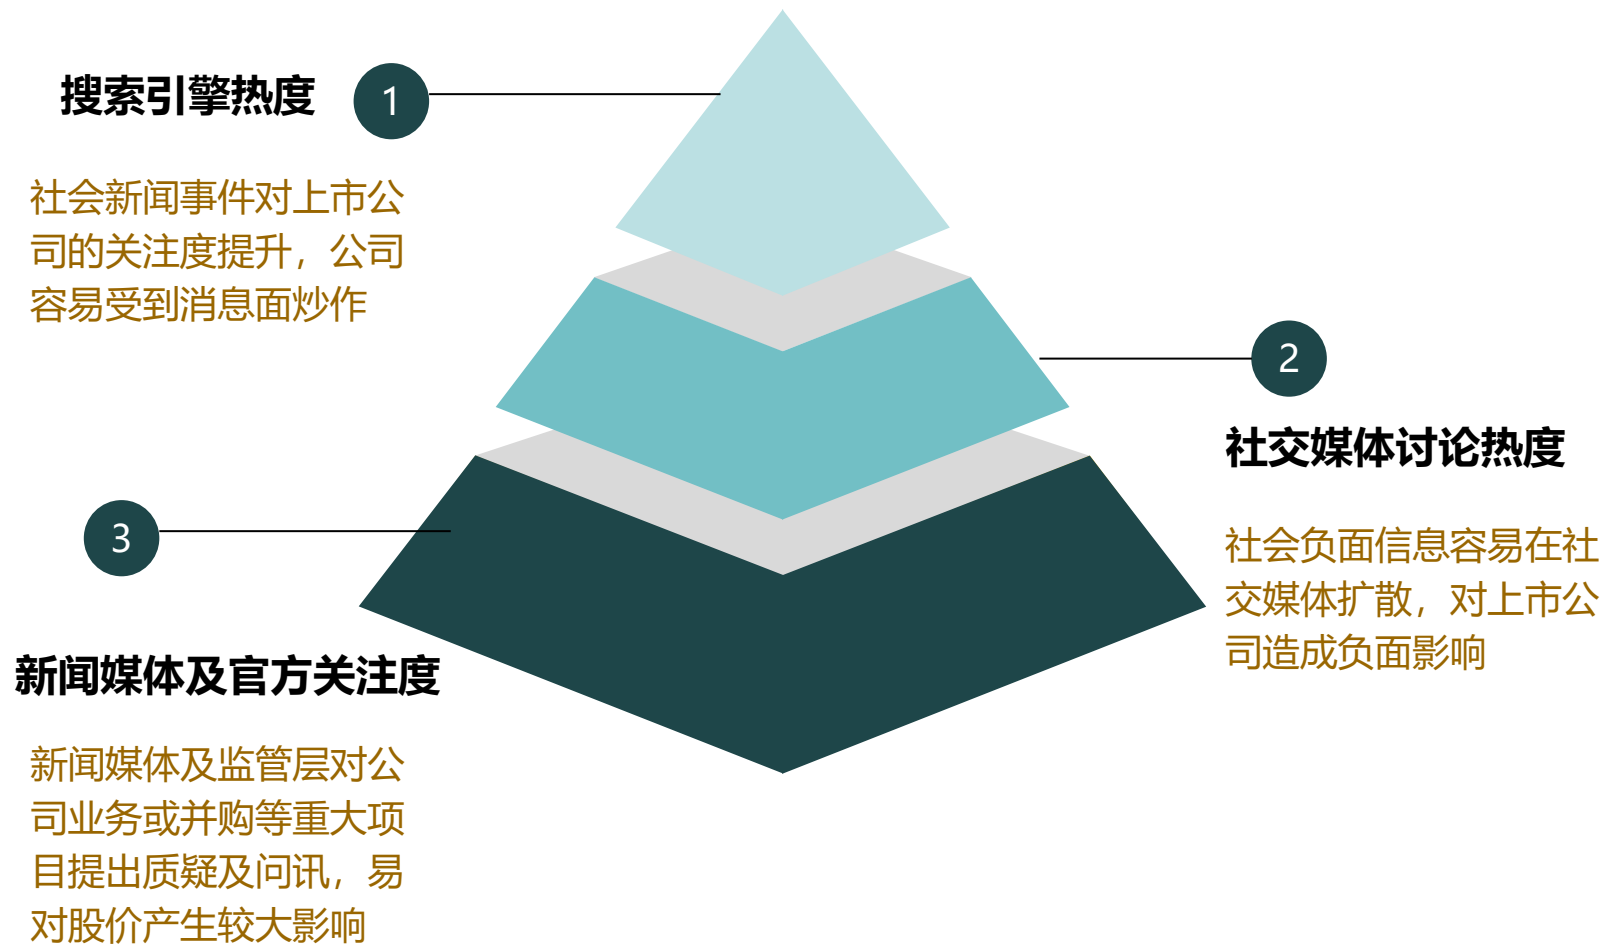 搜索引擎热度
1
社会新闻事件对上市公
司的关注度提升，公司
容易受到消息面炒作
2
社交媒体讨论热度
社会负面信息容易在社
交媒体扩散，对上市公
司造成负面影响
3
新闻媒体及官方关注度
新闻媒体及监管层对公
司业务或并购等重大项
目提出质疑及问讯，易
对股价产生较大影响